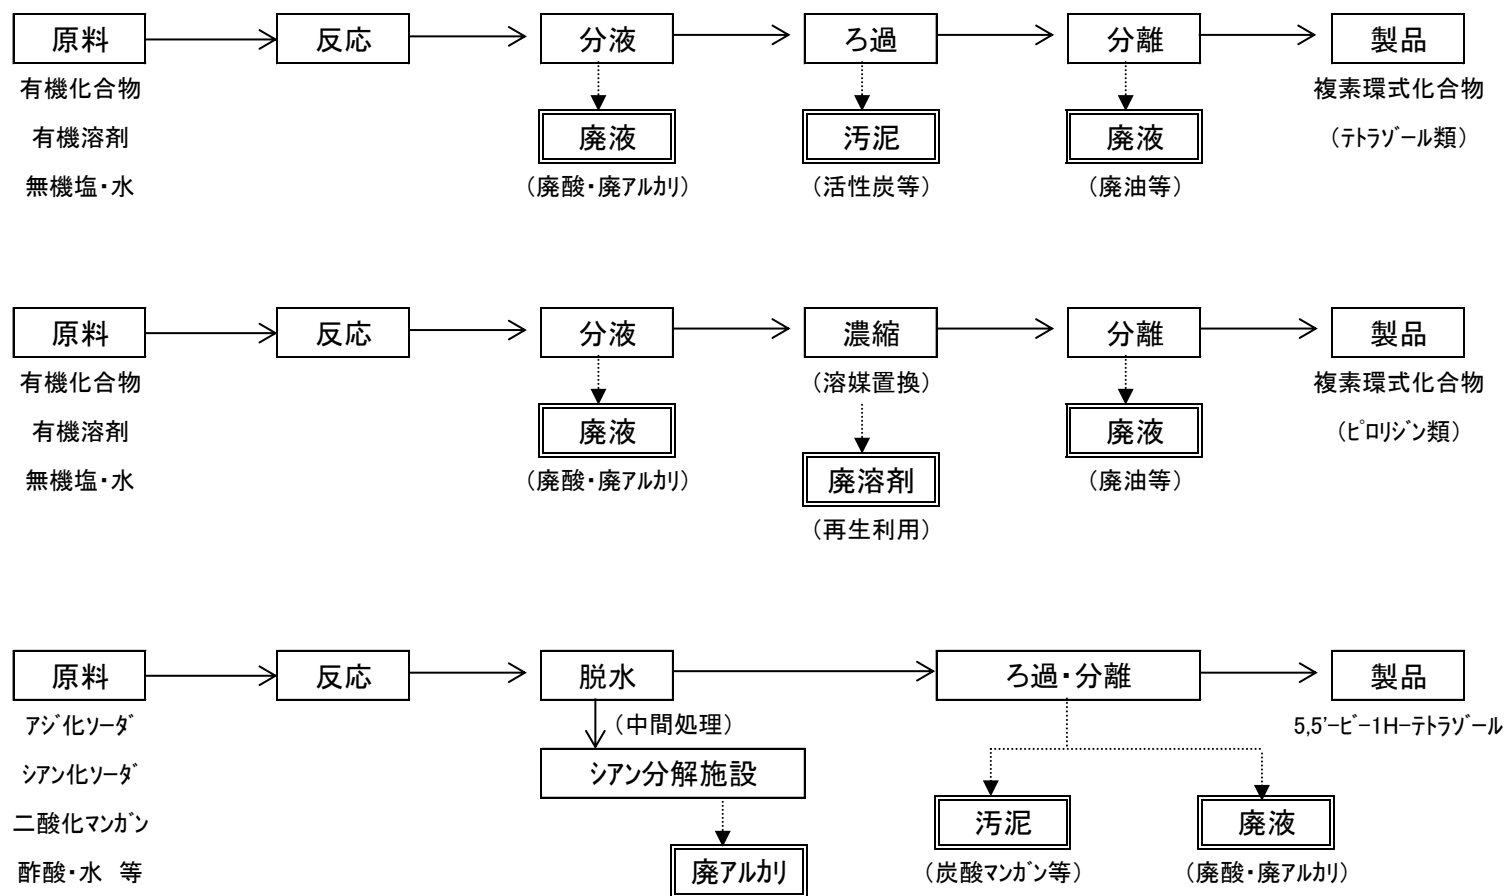 原料 反応 分液 ろ過 分離 製品
有機化合物 複素環式化合物
有機溶剤 廃液 汚泥 廃液 (ﾃﾄﾗｿﾞｰﾙ類)
無機塩・水 (廃酸・廃ｱﾙｶﾘ) (活性炭等) (廃油等)
原料 反応 分液 濃縮 分離 製品
有機化合物 (溶媒置換) 複素環式化合物
有機溶剤 廃液 廃液 (ﾋﾟﾛﾘｼﾞﾝ類)
無機塩・水 (廃酸・廃ｱﾙｶﾘ) 廃溶剤 (廃油等)
(再生利用)
原料 反応 脱水 ろ過・分離 製品
ｱｼﾞ化ｿｰﾀﾞ (中間処理) 5,5'-ﾋﾞ-1H-ﾃﾄﾗｿﾞｰﾙ
ｼｱﾝ化ｿｰﾀﾞ ｼｱﾝ分解施設
二酸化ﾏﾝｶﾞﾝ 汚泥 廃液
酢酸・水 等 廃ｱﾙｶﾘ (炭酸ﾏﾝｶﾞﾝ等) (廃酸・廃ｱﾙｶﾘ)